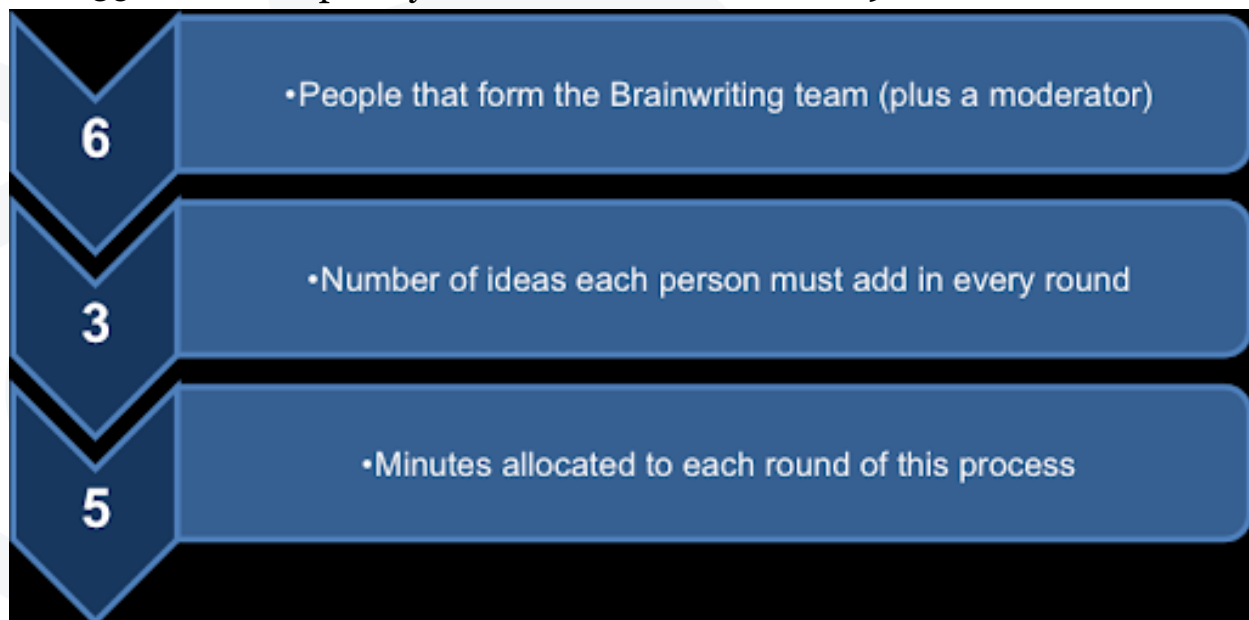 6
•People that form the Brainwriting team (plus a moderator)
3
•Number of ideas each person must add in every round
5
•Minutes allocated to each round of this process